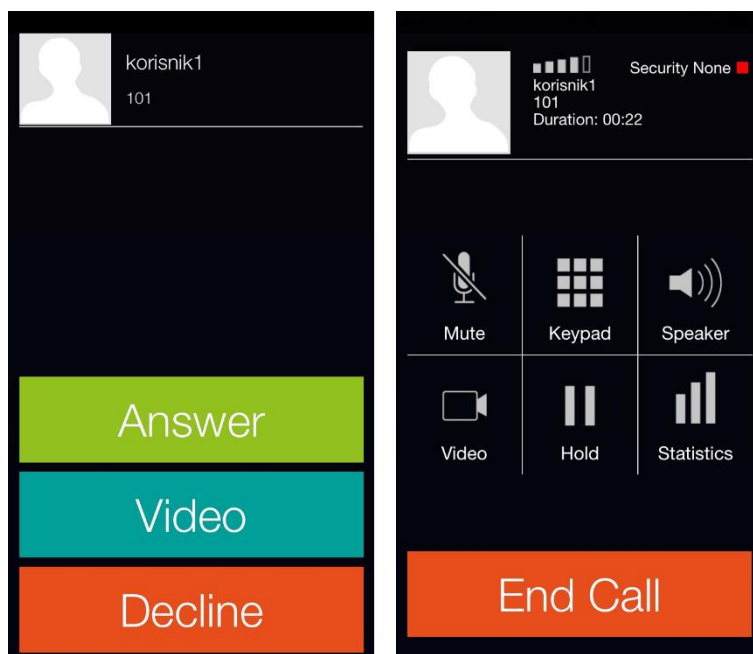 korisnik1
101
Answer
Video
Decline
Security None
korisnik1
101
Duration: 00:22
Mute Keypad Speaker
Video Hold Statistics
End Call